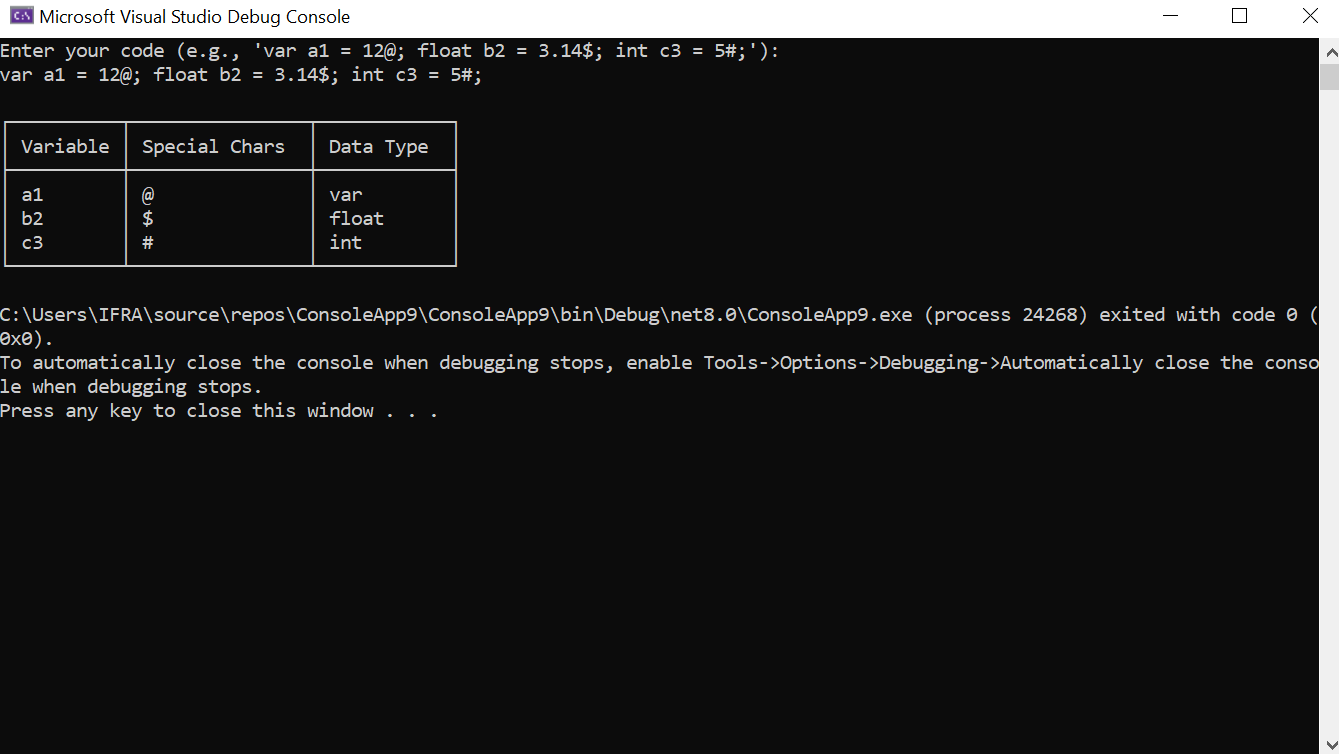 Microsoft Visual Studio Debug Console
Enter your code (e.g., 'var a1 = 12@; float b2 = 3.14$; int c3 = 5#;'):
var a1 = 12@; float b2 = 3.14$; int c3 = 5#;
Variable Special Chars Data Type
a1 @ var
b2 $ float
c3 # int
C:\Users\IFRA\source\repos\ConsoleApp9\ConsoleApp9\bin\Debug\net8.0\ConsoleApp9.exe (process 24268) exited with code 0 (
0x0).
To automatically close the console when debugging stops, enable Tools->Options->Debugging->Automatically close the conso
le when debugging stops.
Press any key to close this window . . .